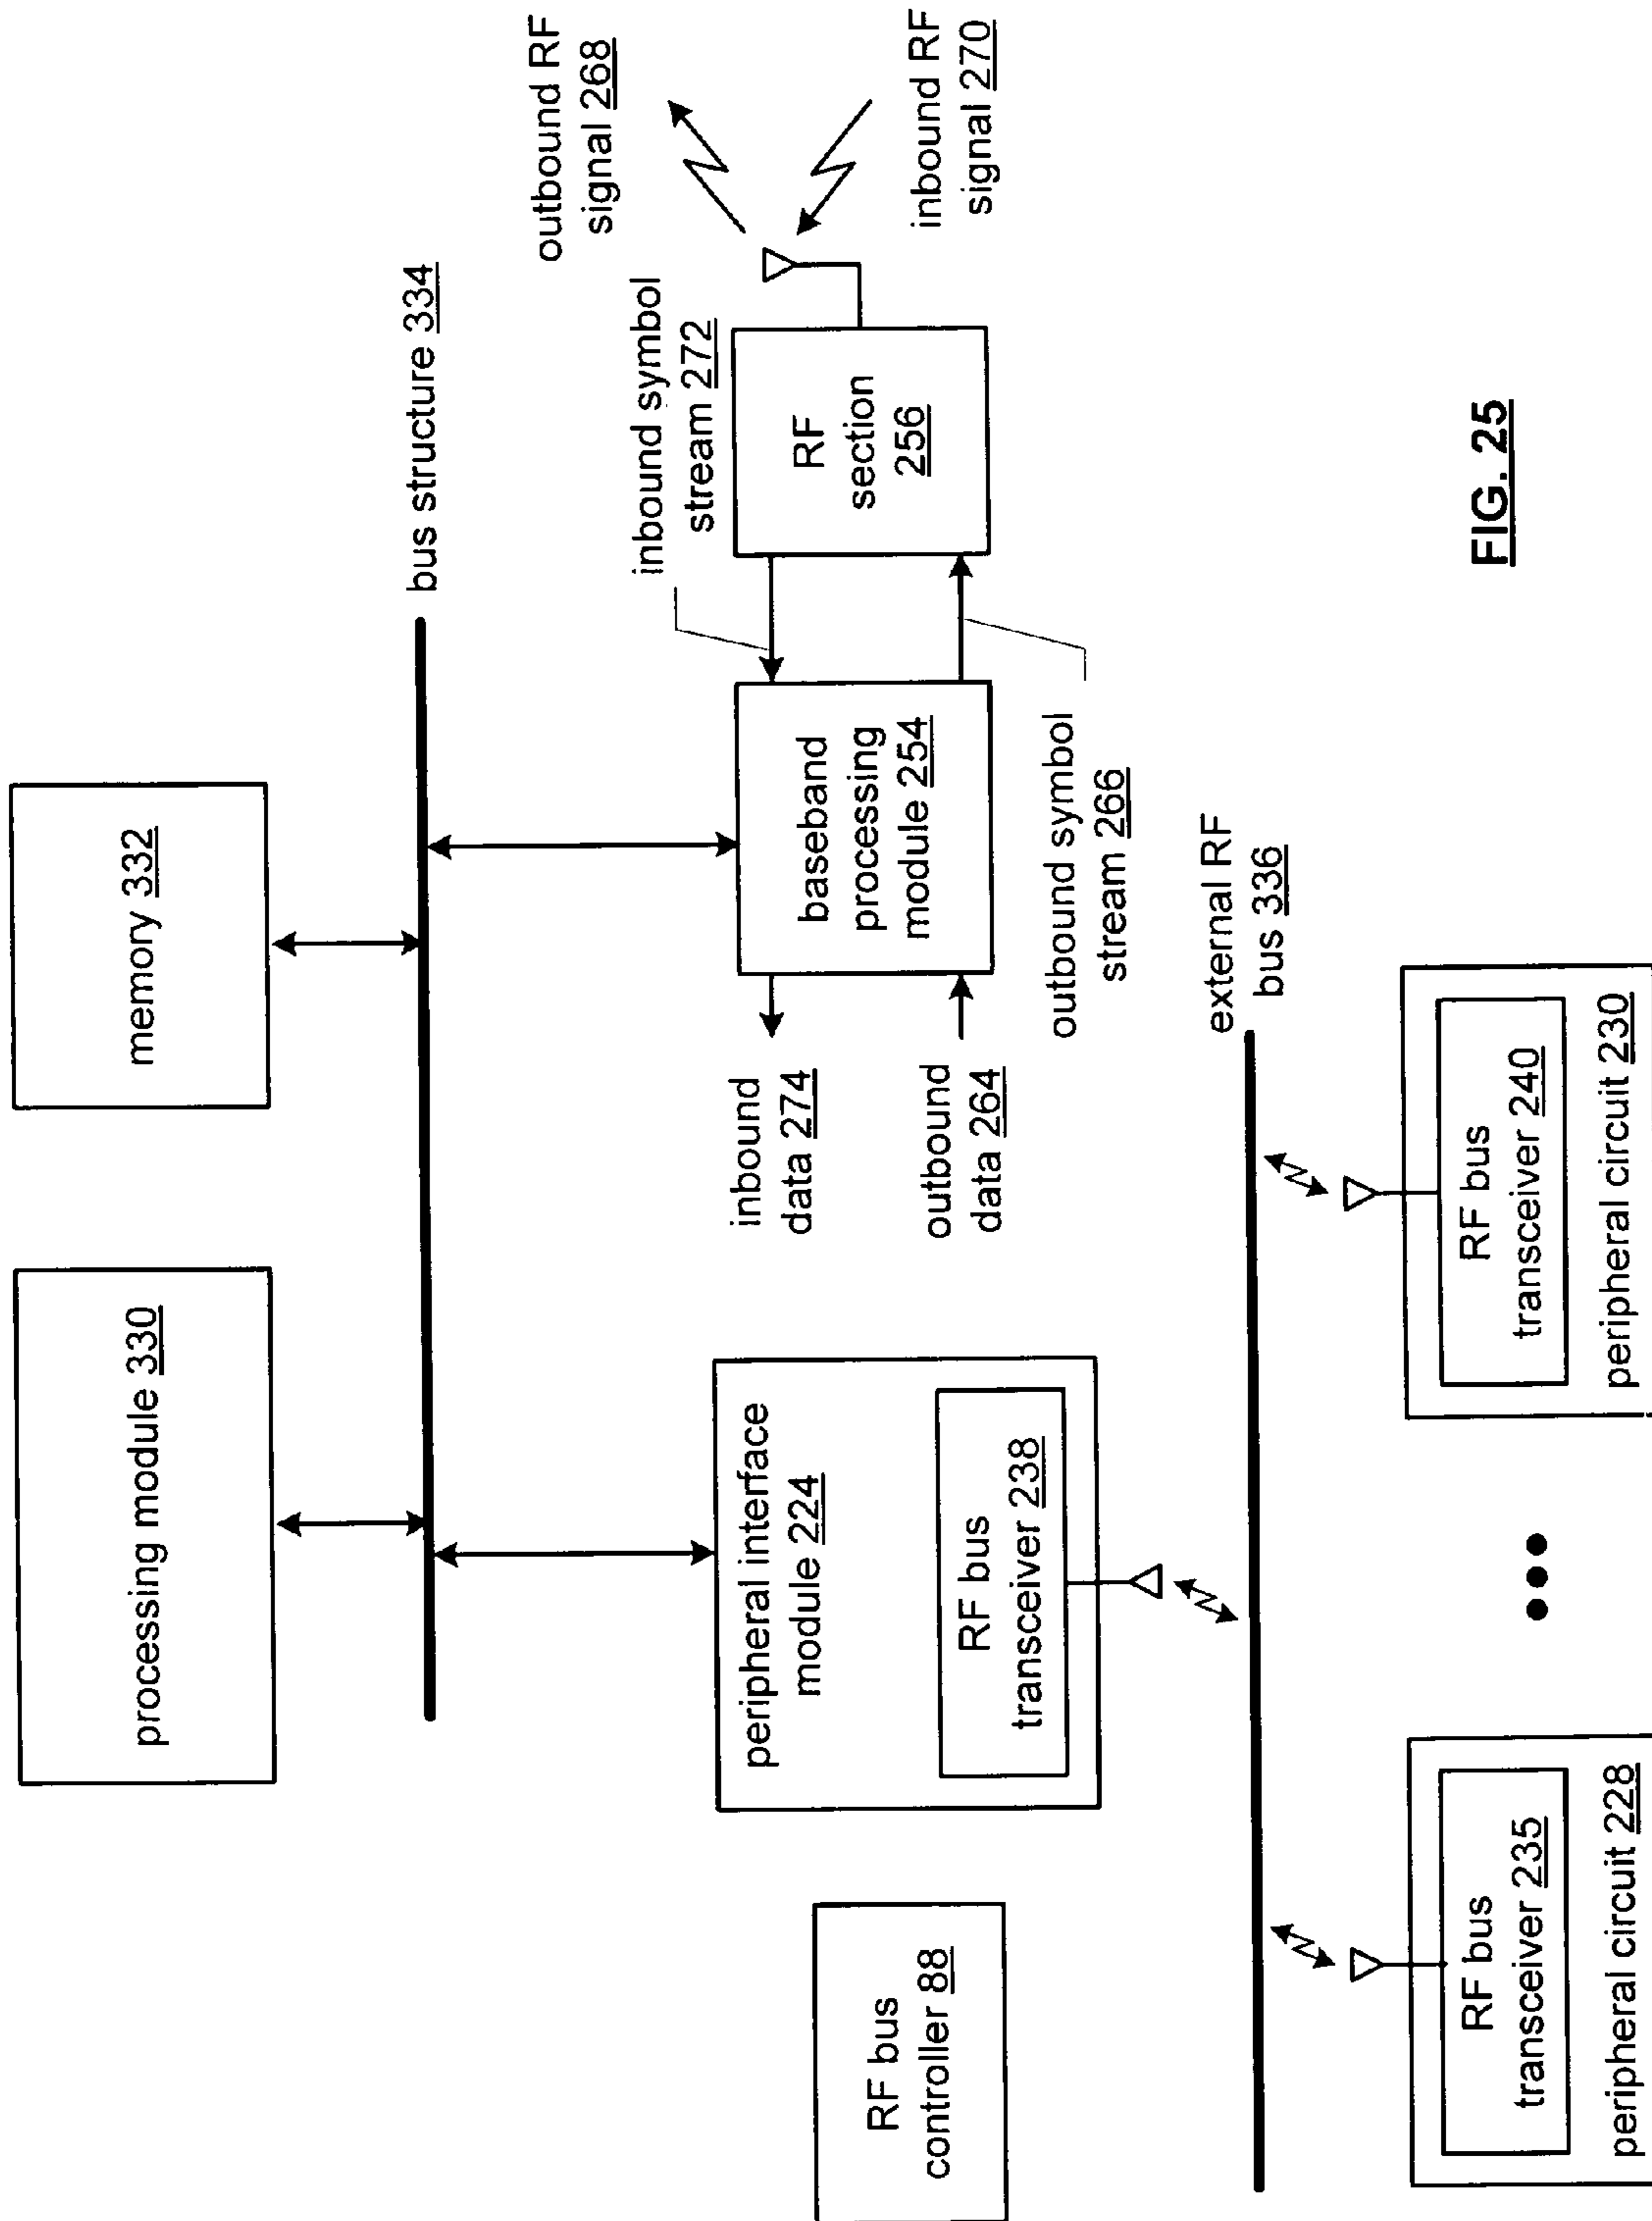 processing module 330
memory 332
bus structure 334
RF bus
controller 88
peripheral interface
module 224
RF bus
transceiver 238
inbound
data 274
outbound
data 264
baseband
processing
module 254
inbound symbol
stream 272
outbound symbol
stream 266
RF
section
256
outbound RF
signal 268
inbound RF
signal 270
external RF
bus 336
RF bus
transceiver 235
peripheral circuit 228
RF bus
transceiver 240
peripheral circuit 230
FIG. 25